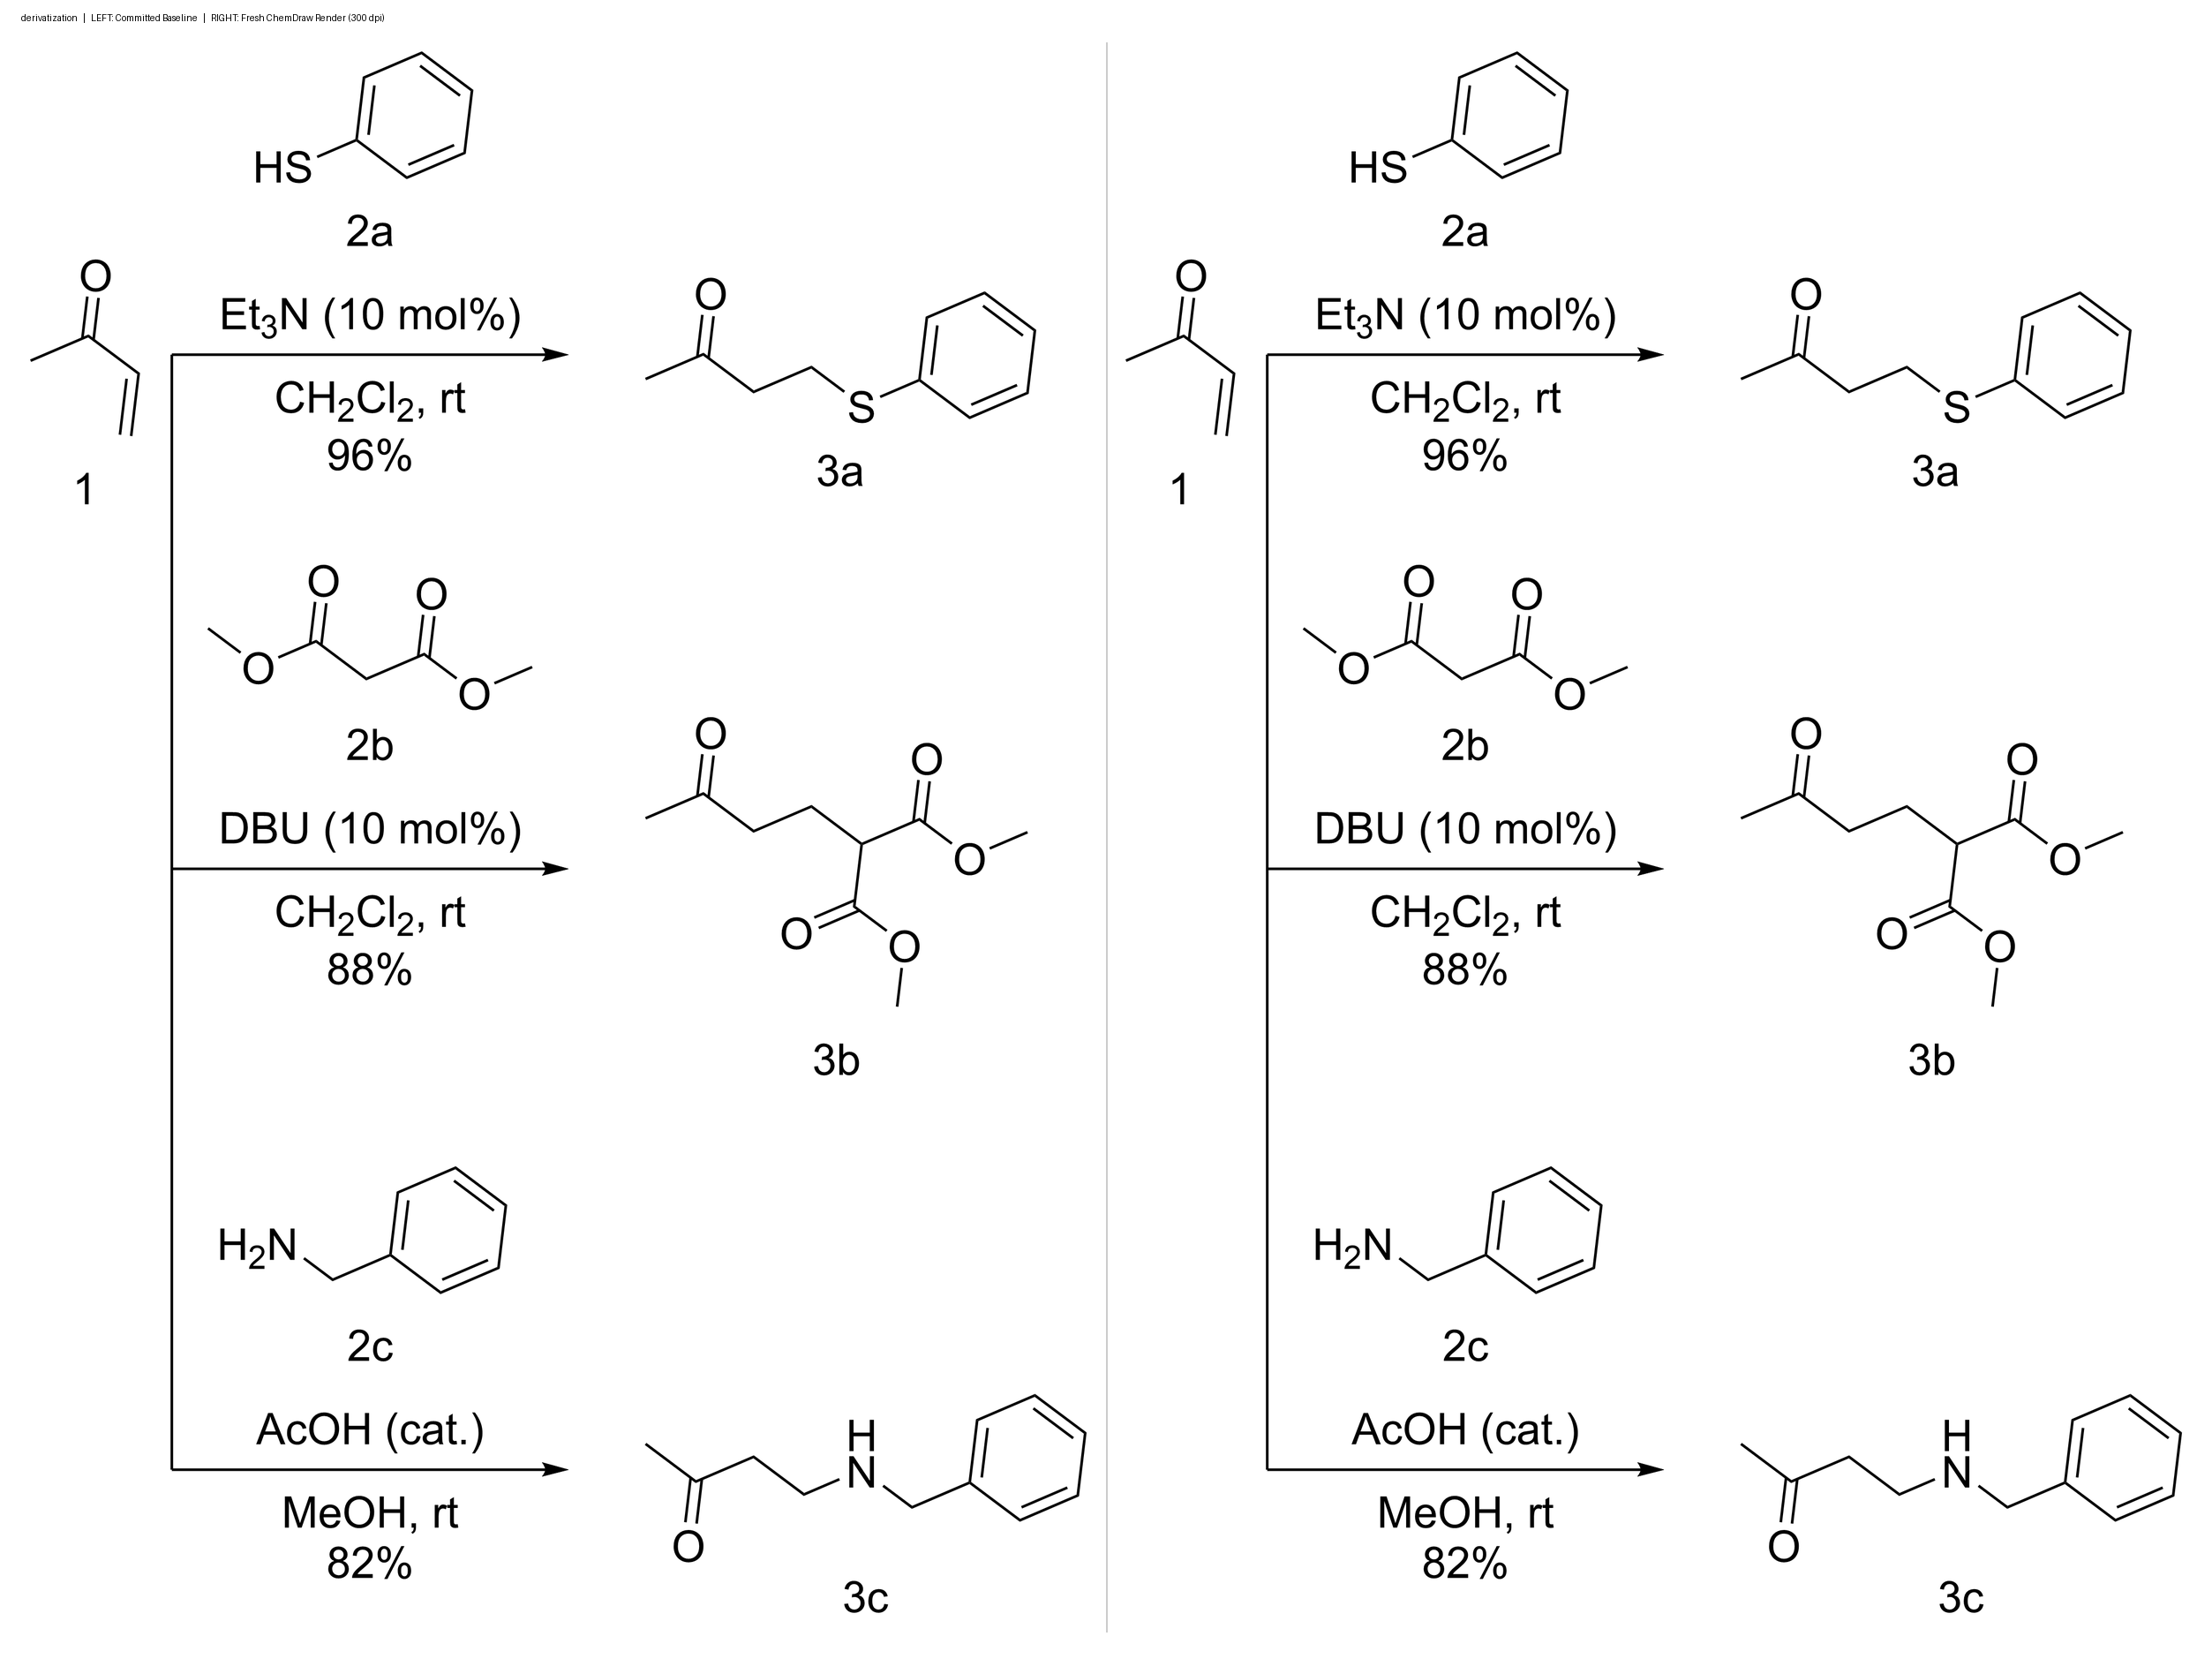 derivatization | LEFT: Committed Baseline | RIGHT: Fresh ChemDraw Render (300 dpi)
HS
2a
O
Et3N (10 mol%)
CH2Cl2, rt
96%
1
O
S
3a
O
O
O
O
2b
DBU (10 mol%)
CH2Cl2, rt
88%
O
O
O
O
O
3b
H2N
2c
AcOH (cat.)
MeOH, rt
82%
H
N
O
3c
HS
2a
O
Et3N (10 mol%)
CH2Cl2, rt
96%
1
O
S
3a
O
O
O
O
2b
DBU (10 mol%)
CH2Cl2, rt
88%
O
O
O
O
O
3b
H2N
2c
AcOH (cat.)
MeOH, rt
82%
H
N
O
3c